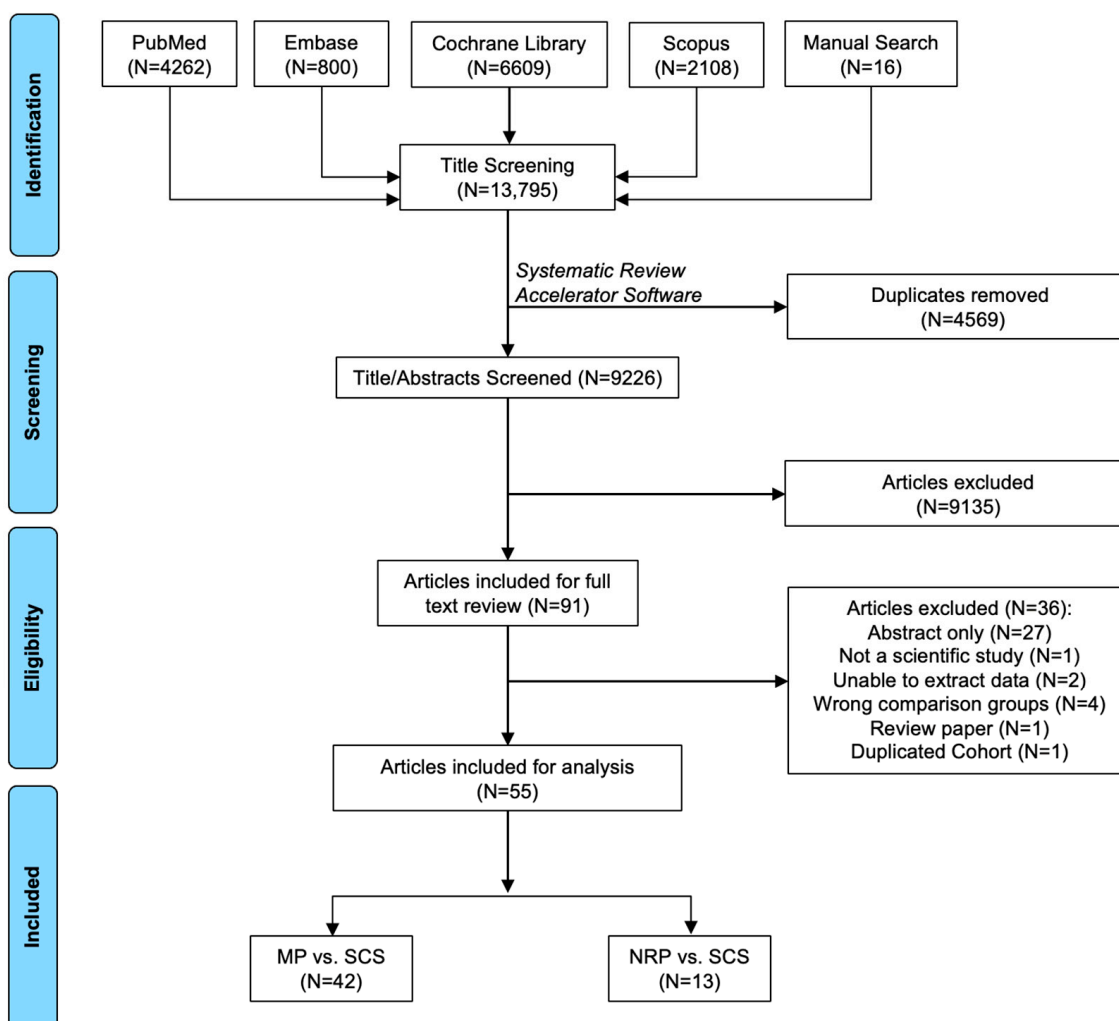 Identification
PubMed
(N=4262)
Embase
(N=800)
Cochrane Library
(N=6609)
Scopus
(N=2108)
Manual Search
(N=16)
Title Screening
(N=13,795)
Screening
Systematic Review
Accelerator Software
Duplicates removed
(N=4569)
Title/Abstracts Screened (N=9226)
Articles excluded
(N=9135)
Eligibility
Articles included for full
text review (N=91)
Articles excluded (N=36):
Abstract only (N=27)
Not a scientific study (N=1)
Unable to extract data (N=2)
Wrong comparison groups (N=4)
Review paper (N=1)
Duplicated Cohort (N=1)
Articles included for analysis
(N=55)
Included
MP vs. SCS
(N=42)
NRP vs. SCS
(N=13)